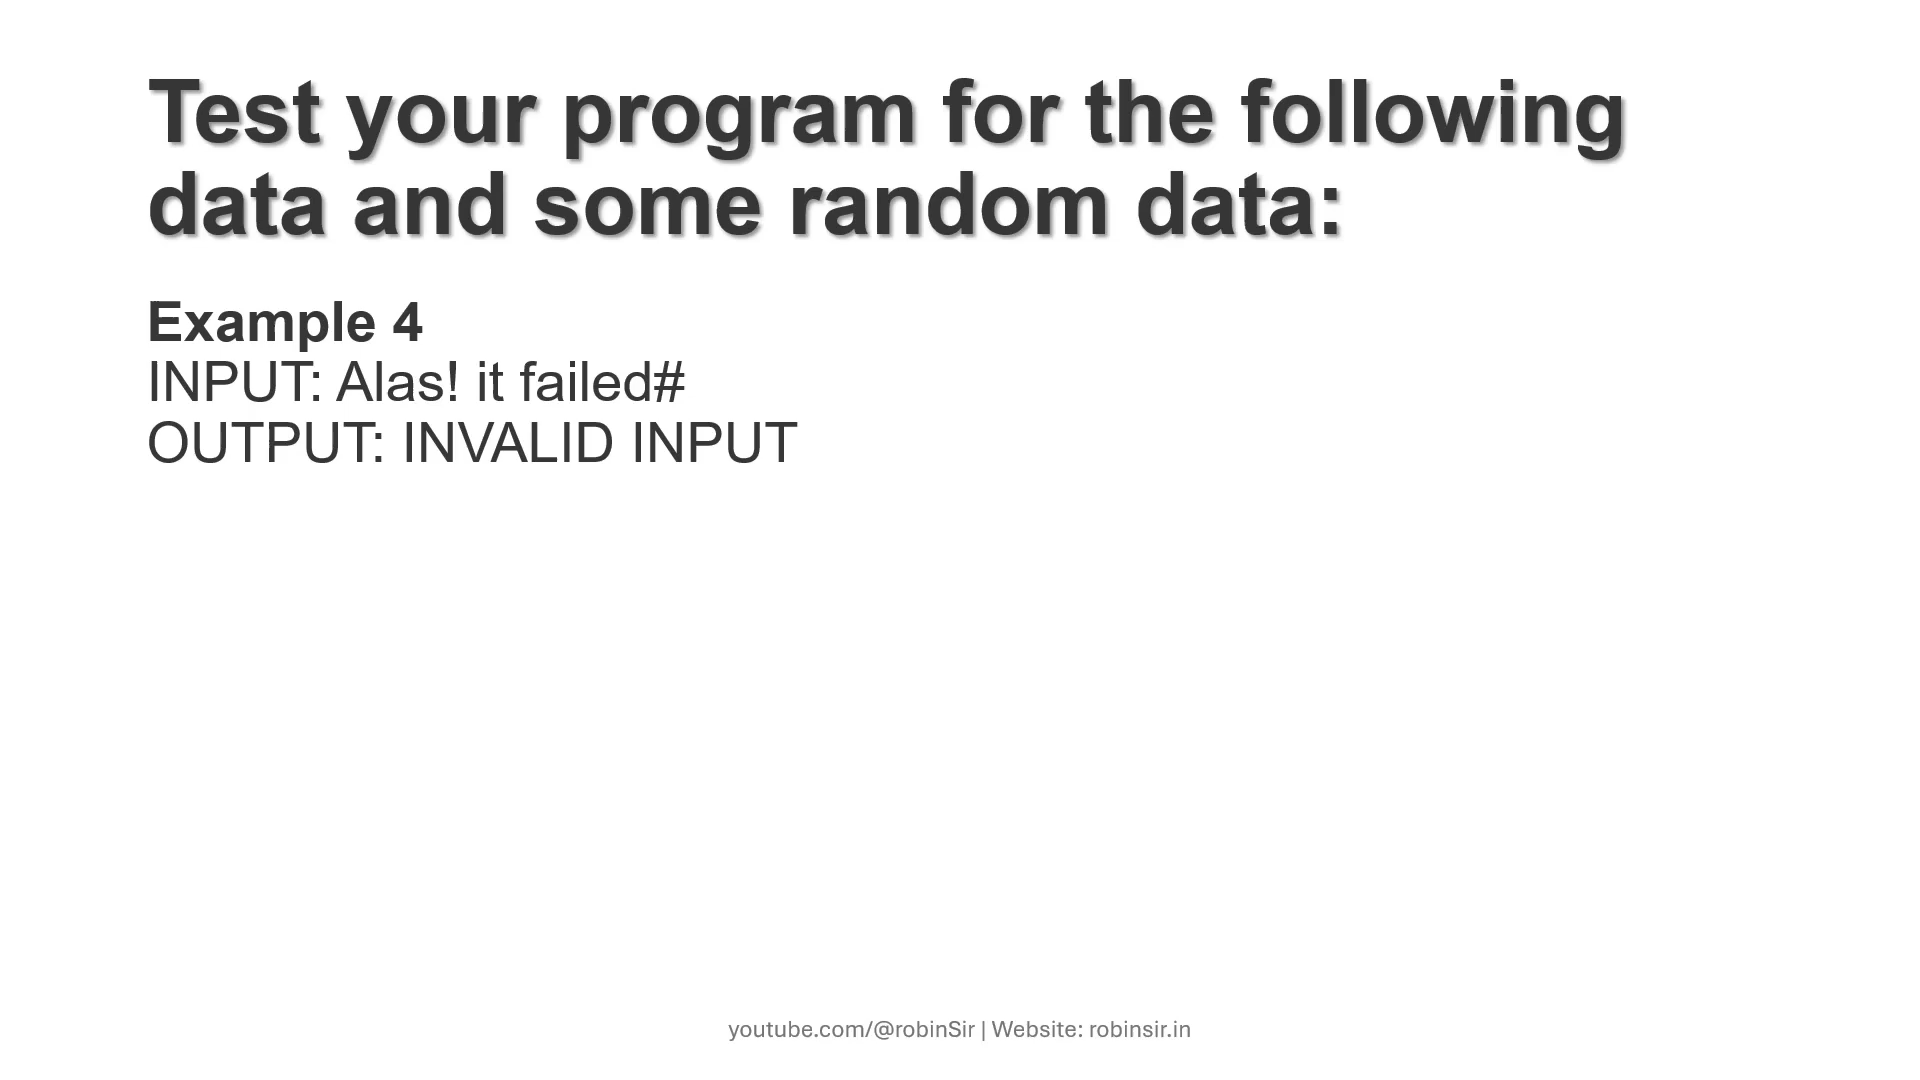 Test your program for the following
data and some random data:
Example 4
INPUT: Alas! it failed#
OUTPUT: INVALID INPUT
youtube.com/@robinSir | Website: robinsir.in